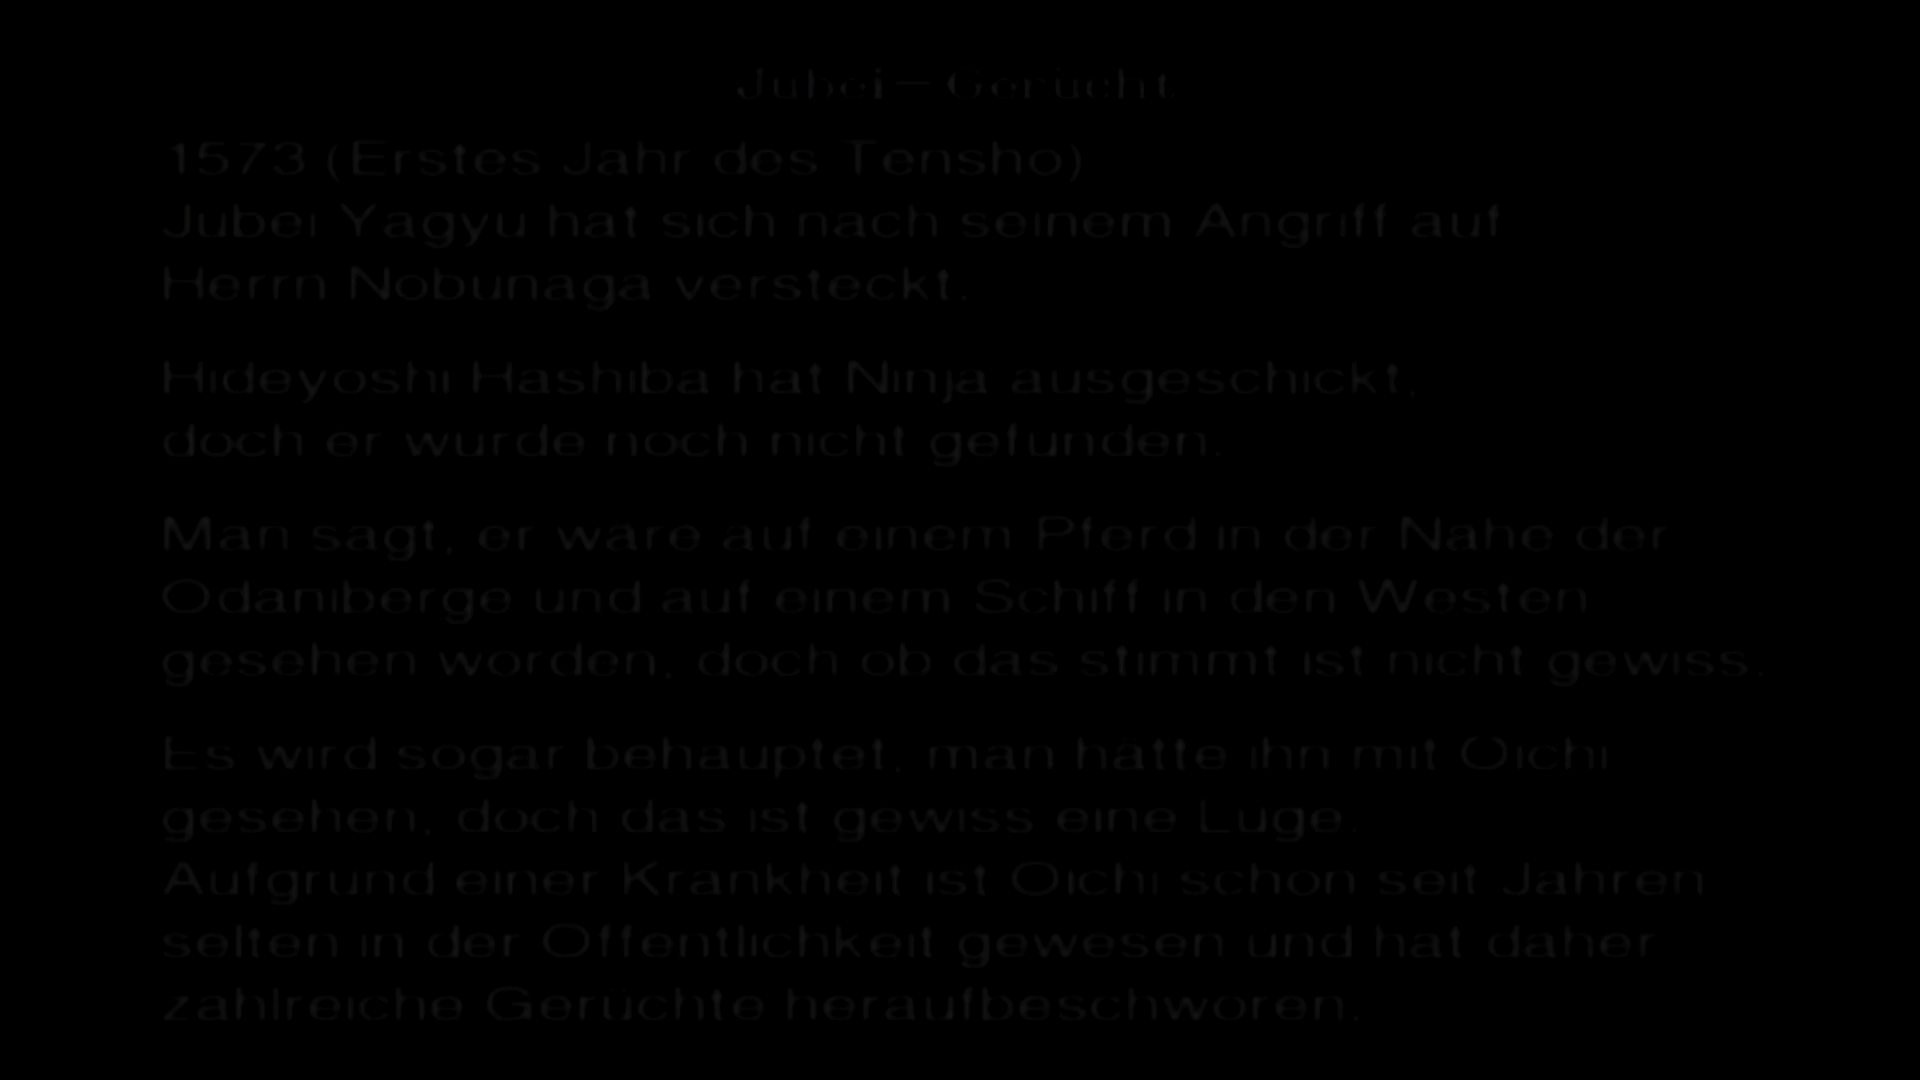 Jubei-Gerücht
1573 (Erstes Jahr des Tensho)
Jubei Yagyu hat sich nach seinem Angriff auf
Herrn Nobunaga versteckt.
Hideyoshi Hashiba hat Ninja ausgeschickt,
doch er wurde noch nicht gefunden.
Man sagt, er wäre auf einem Pferd in der Nähe der
Odaniberge und auf einem Schiff in den Westen
gesehen worden, doch ob das stimmt ist nicht gewiss.
Es wird sogar behauptet, man hätte ihn mit Oichi
gesehen, doch das ist gewiss eine Lüge.
Aufgrund einer Krankheit ist Oichi schon seit Jahren
selten in der Öffentlichkeit gewesen und hat daher
zahlreiche Gerüchte heraufbeschworen.